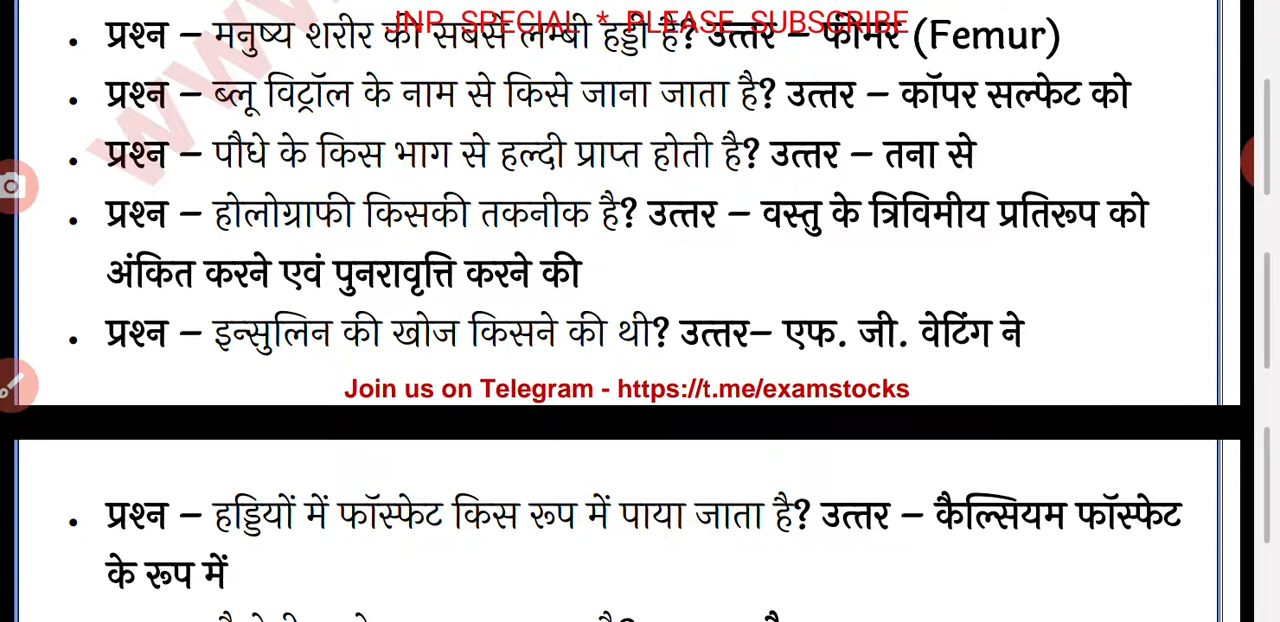 JNP SPECIAL * PLEASE SUBSCRIBE
• प्रश्न – मनुष्य शरीर की सबसे लम्बी हड्डी है? उत्तर – फीमर (Femur)
• प्रश्न – ब्लू विट्रॉल के नाम से किसे जाना जाता है? उत्तर – कॉपर सल्फेट को
• प्रश्न – पौधे के किस भाग से हल्दी प्राप्त होती है? उत्तर – तना से
• प्रश्न – होलोग्राफी किसकी तकनीक है? उत्तर – वस्तु के त्रिविमीय प्रतिरूप को
अंकित करने एवं पुनरावृत्ति करने की
• प्रश्न – इन्सुलिन की खोज किसने की थी? उत्तर– एफ. जी. वेटिंग ने
Join us on Telegram - https://t.me/examstocks
• प्रश्न – हड्डियों में फॉस्फेट किस रूप में पाया जाता है? उत्तर – कैल्सियम फॉस्फेट
के रूप में